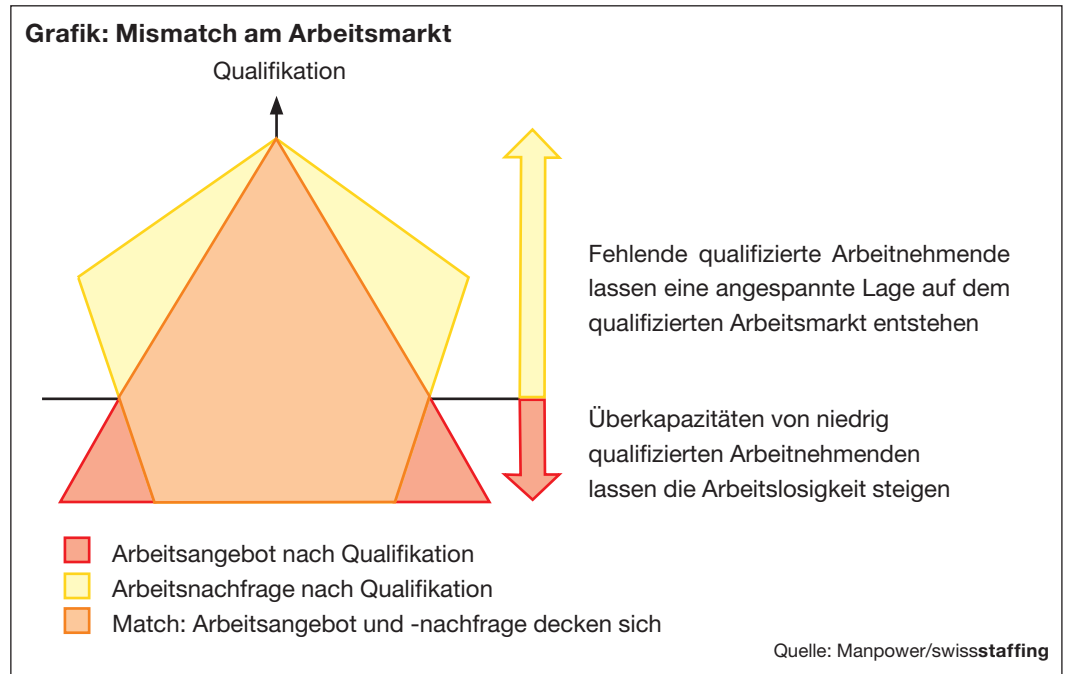 Grafik: Mismatch am Arbeitsmarkt
Qualifikation
Fehlende qualifizierte Arbeitnehmende
lassen eine angespannte Lage auf dem
qualifizierten Arbeitsmarkt entstehen
Überkapazitäten von niedrig
qualifizierten Arbeitnehmenden
lassen die Arbeitslosigkeit steigen
Arbeitsangebot nach Qualifikation
Arbeitsnachfrage nach Qualifikation
Match: Arbeitsangebot und -nachfrage decken sich
Quelle: Manpower/swissstaffing